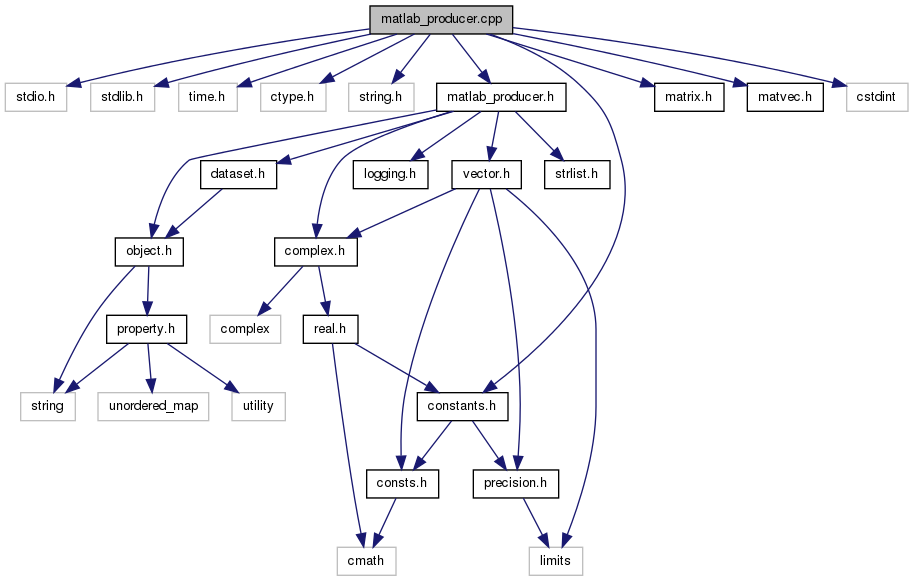 matlab_producer.cpp
stdio.h
stdlib.h
time.h
ctype.h
string.h
matlab_producer.h
matrix.h
matvec.h
cstdint
dataset.h
logging.h
vector.h
strlist.h
object.h
complex.h
property.h
complex
real.h
string
unordered_map
utility
constants.h
consts.h
precision.h
cmath
limits